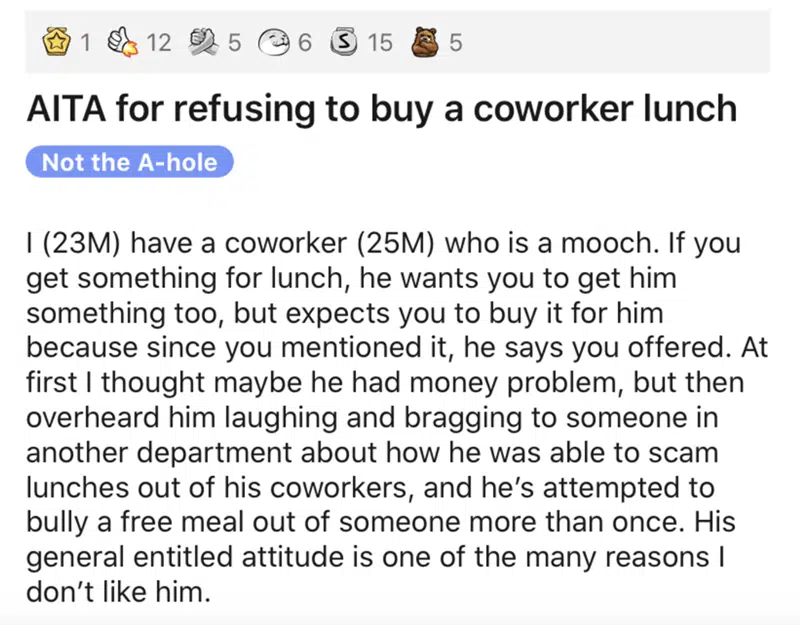 1 12 5 6 S 15 5
AITA for refusing to buy a coworker lunch
Not the A-hole
I (23M) have a coworker (25M) who is a mooch. If you
get something for lunch, he wants you to get him
something too, but expects you to buy it for him
because since you mentioned it, he says you offered. At
first I thought maybe he had money problem, but then
overheard him laughing and bragging to someone in
another department about how he was able to scam
lunches out of his coworkers, and he’s attempted to
bully a free meal out of someone more than once. His
general entitled attitude is one of the many reasons I
don’t like him.